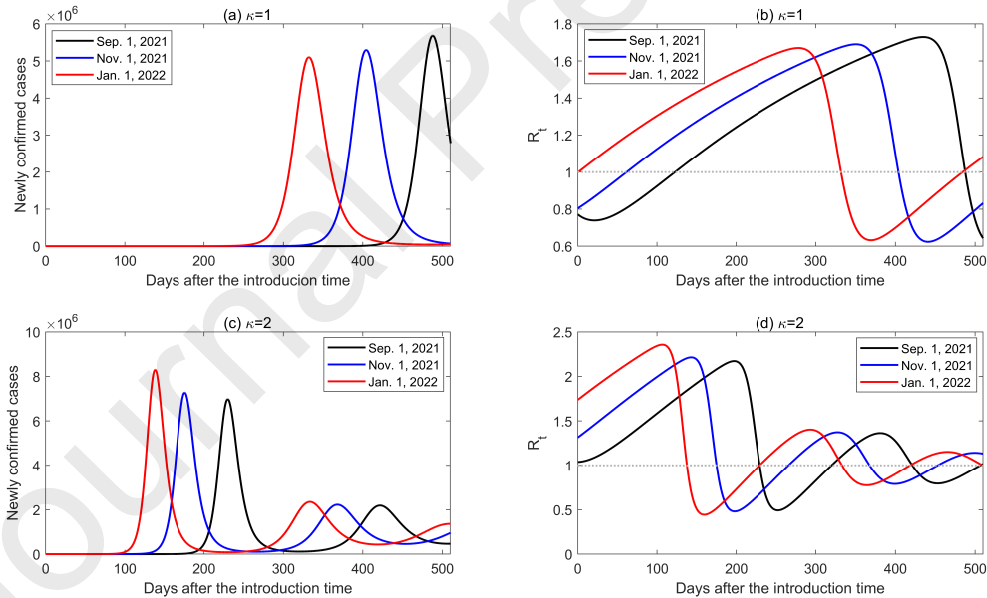 (a) κ=1
×10⁶
Newly confirmed cases
6
5
4
3
2
1
0
Sep. 1, 2021
Nov. 1, 2021
Jan. 1, 2022
0 100 200 300 400 500
Days after the introducion time
(b) κ=1
R_t
1.8
1.6
1.4
1.2
1
0.8
0.6
Sep. 1, 2021
Nov. 1, 2021
Jan. 1, 2022
0 100 200 300 400 500
Days after the introduction time
(c) κ=2
×10⁶
Newly confirmed cases
10
8
6
4
2
0
Sep. 1, 2021
Nov. 1, 2021
Jan. 1, 2022
0 100 200 300 400 500
Days after the introduction time
(d) κ=2
R_t
2.5
2
1.5
1
0.5
0
Sep. 1, 2021
Nov. 1, 2021
Jan. 1, 2022
0 100 200 300 400 500
Days after the introduction time
Journal Pre